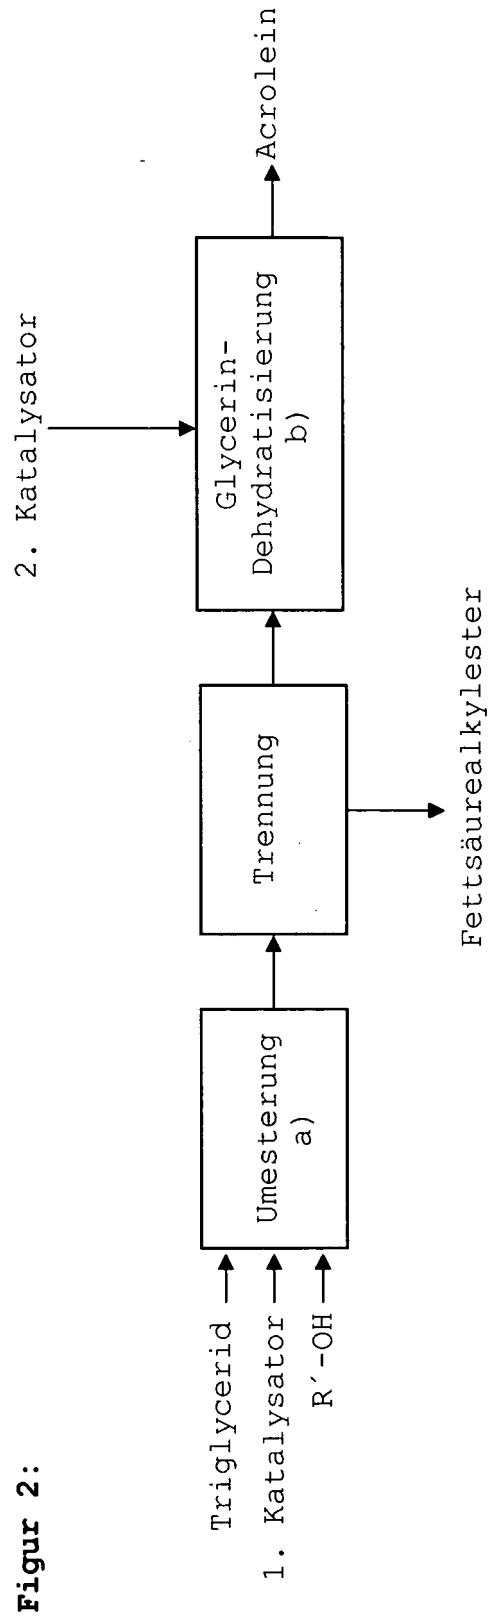 Figur 2:
Triglycerid
1. Katalysator
R´-OH
Umesterung
a)
Trennung
Fettsäurealkylester
2. Katalysator
Glycerin-
Dehydratisierung
b)
Acrolein